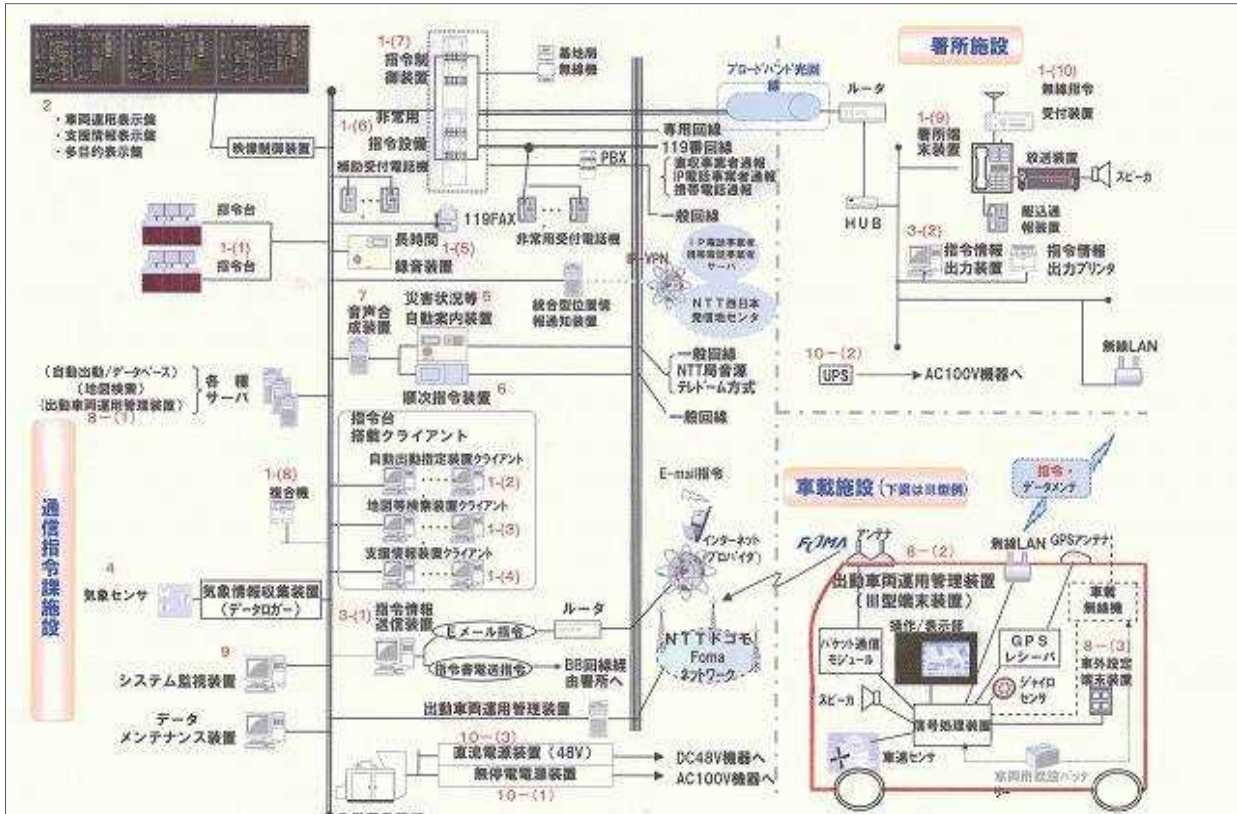 2
・車両運用表示盤
・支援情報表示盤
・多目的表示盤
映像制御装置
指令台
1-(1)
指令台
1-(7)
指令制
御装置
基地局
無線機
非常用
1-(6)
指令設備
補助受付電話機
専用回線
119番回線
直収事業者通報
IP電話事業者通報
携帯電話通報
PBX
一般回線
119FAX
非常用受付電話機
長時間
1-(5)
録音装置
ブロードバンド光回
線
ルータ
VPN
IP電話事業者
携帯電話事業者
サーバ
NTT西日本
発信地センタ
統合型位置情
報通知装置
7
音声合
成装置
災害状況等
5
自動案内装置
6
順次指令装置
一般回線
NTT局音源
テレドーム方式
一般回線
(自動出動/データベース)
(地図検索)
(出動車両運用管理装置)
8-(1)
各種
サーバ
通信指令課施設
指令台
搭載クライアント
自動出動指定装置クライアント
1-(2)
地図等検索装置クライアント
1-(3)
支援情報装置クライアント
1-(4)
1-(8)
複合機
4
気象センサ
気象情報収集装置
(データロガー)
3-(1)
指令情報
送信装置
Eメール指令
ルータ
指令書電送指令
BB回線経
由署所へ
E-mail指令
インターネット
(プロバイダ)
NTTドコモ
Foma
ネットワーク
9
システム監視装置
データ
メンテナンス装置
出動車両運用管理装置
10-(3)
直流電源装置(48V)
DC48V機器へ
無停電電源装置
AC100V機器へ
10-(1)
署所施設
1-(10)
無線指令
受付装置
1-(9)
署所端
末装置
放送装置
スピーカ
駆込通
報装置
HUB
3-(2)
指令情報
出力装置
指令情報
出力プリンタ
無線LAN
10-(2)
UPS
AC100V機器へ
車載施設(下図はIII型例)
指令・
データメンテ
FOMA
アンテナ
8-(2)
無線LAN
GPSアンテナ
出動車両運用管理装置
(III型端末装置)
車載
無線機
操作/表示部
パケット通信
モジュール
GPS
レシーバ
8-(3)
車外設定
端末装置
ジャイロ
センサ
スピーカ
信号処理装置
車速センサ